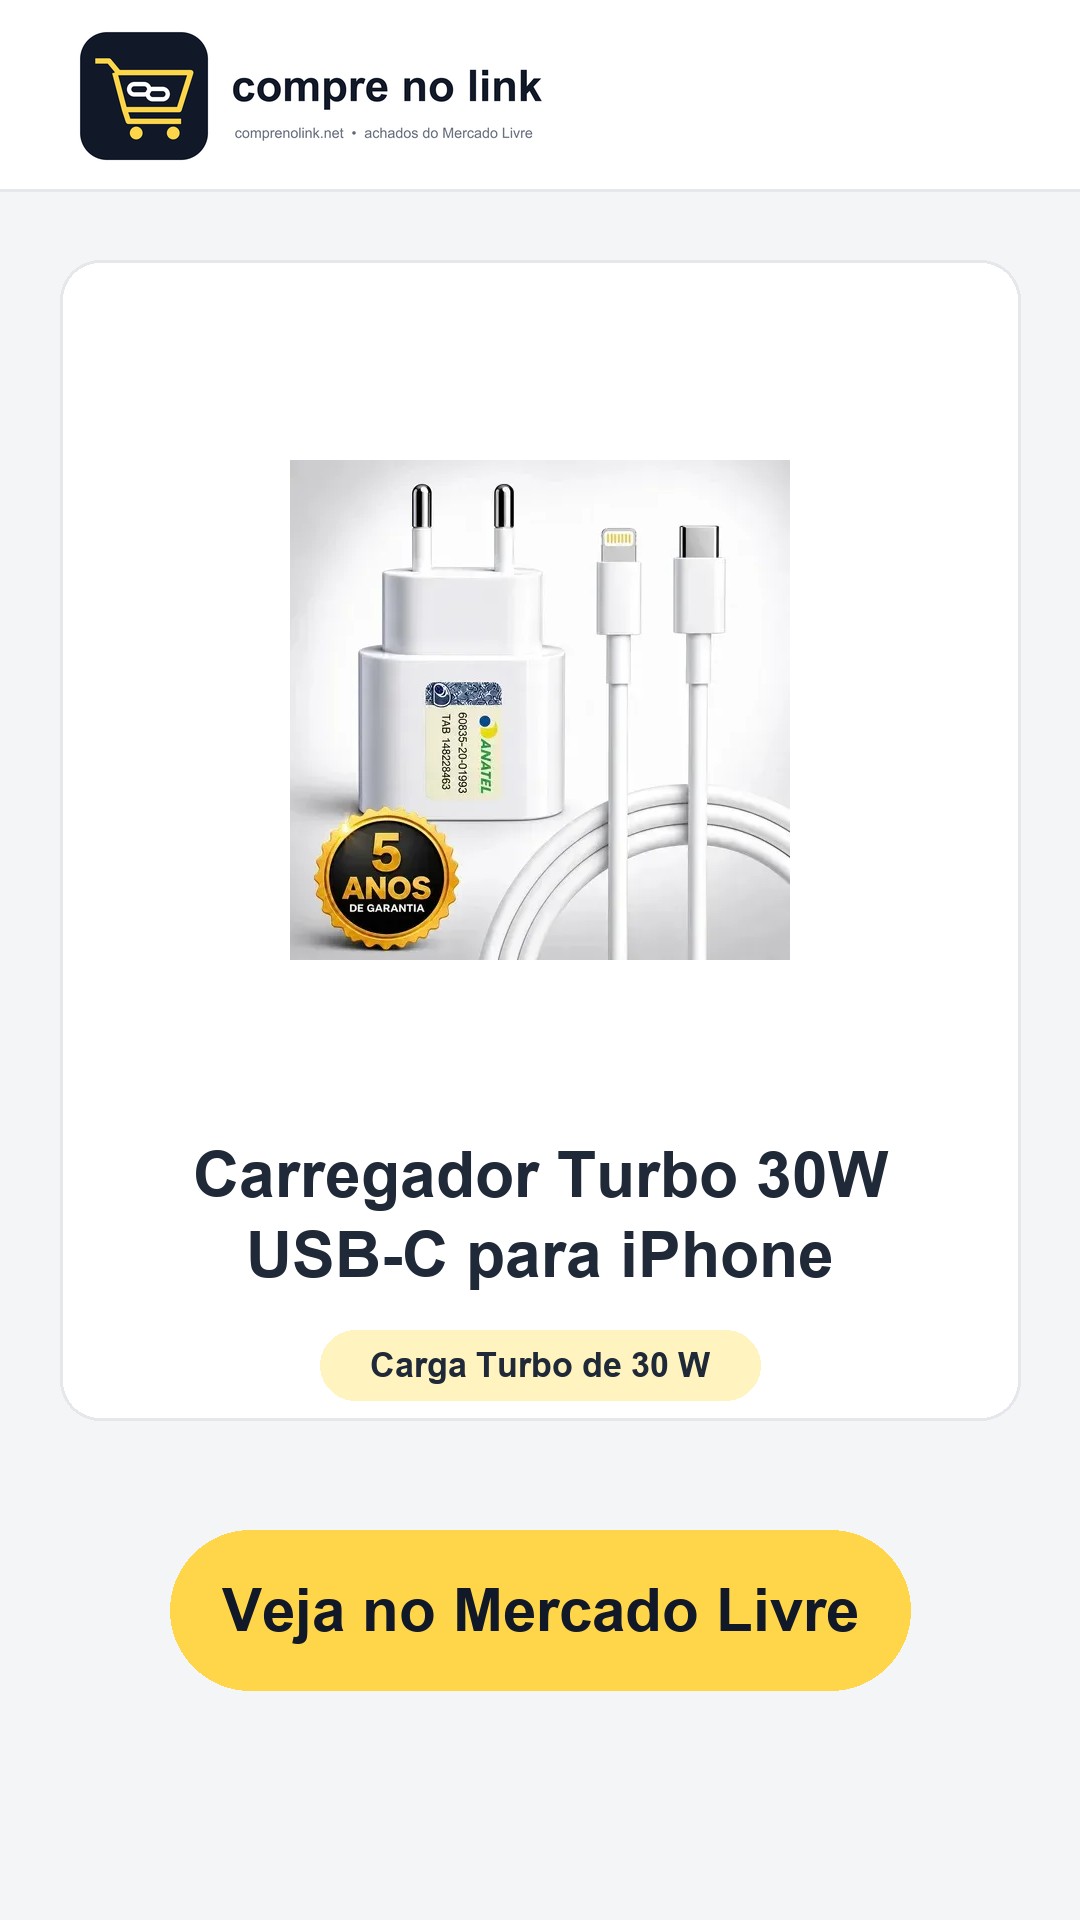 compre no link
comprenolink.net • achados do Mercado Livre
ANATEL
60835-20-01993
TAB 148228463
5
ANOS
DE GARANTIA
Carregador Turbo 30W
USB-C para iPhone
Carga Turbo de 30 W
Veja no Mercado Livre